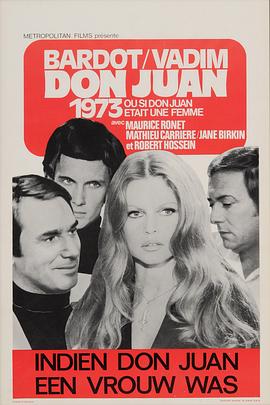 METROPOLITAN FILMS présente
BARDOT/VADIM
DON JUAN
1973 OU SI DON JUAN
ETAIT UNE FEMME
avec MAURICE RONET
MATHIEU CARRIERE/JANE BIRKIN
et ROBERT HOSSEIN
INDIEN DON JUAN
EEN VROUW WAS